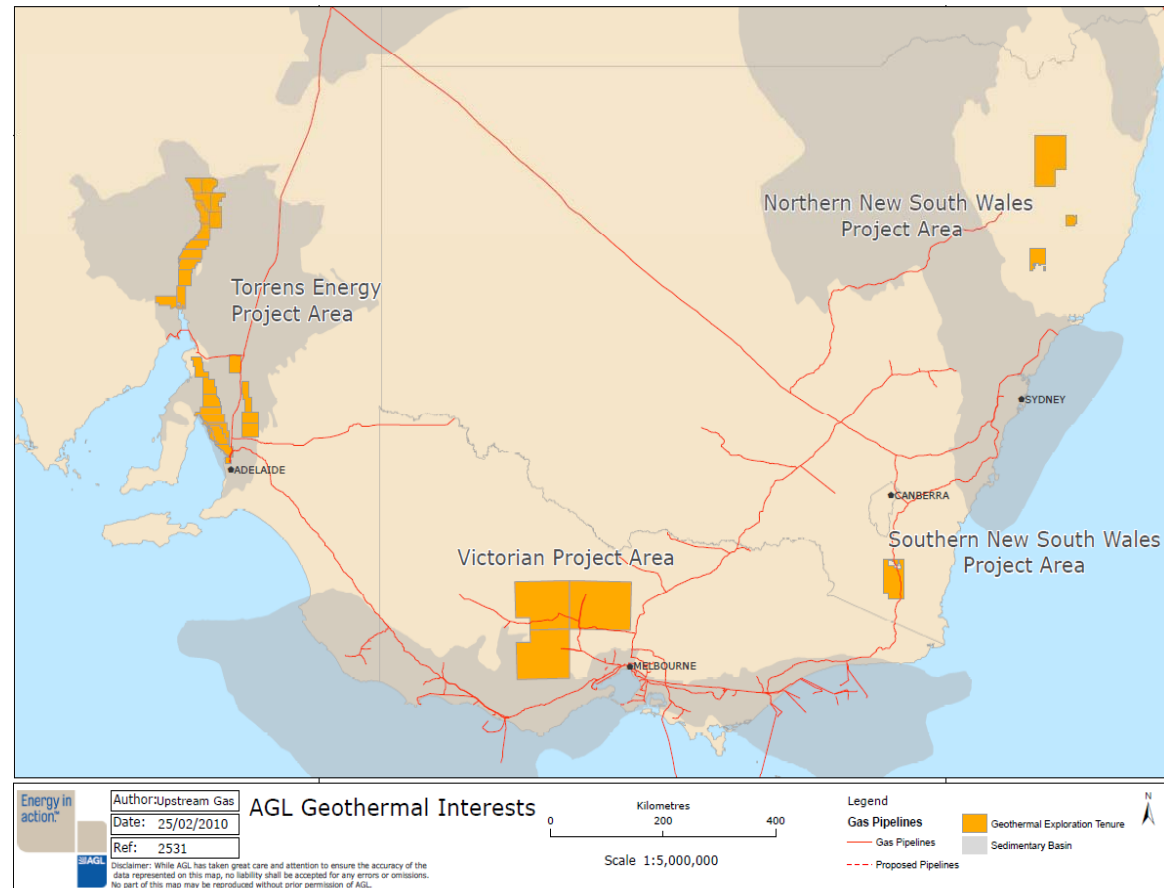 Northern New South Wales
Project Area
Torrens Energy
Project Area
SYDNEY
ADELAIDE
CANBERRA
Southern New South Wales
Project Area
Victorian Project Area
MELBOURNE
Energy in
action.™
AGL
Author:Upstream Gas
Date: 25/02/2010
Ref: 2531
AGL Geothermal Interests
Disclaimer: While AGL has taken great care and attention to ensure the accuracy of the
data represented on this map, no liability shall be accepted for any errors or omissions.
No part of this map may be reproduced without prior permission of AGL.
Kilometres
0 200 400
Scale 1:5,000,000
Legend
Gas Pipelines
Gas Pipelines
Proposed Pipelines
Geothermal Exploration Tenure
Sedimentary Basin
N